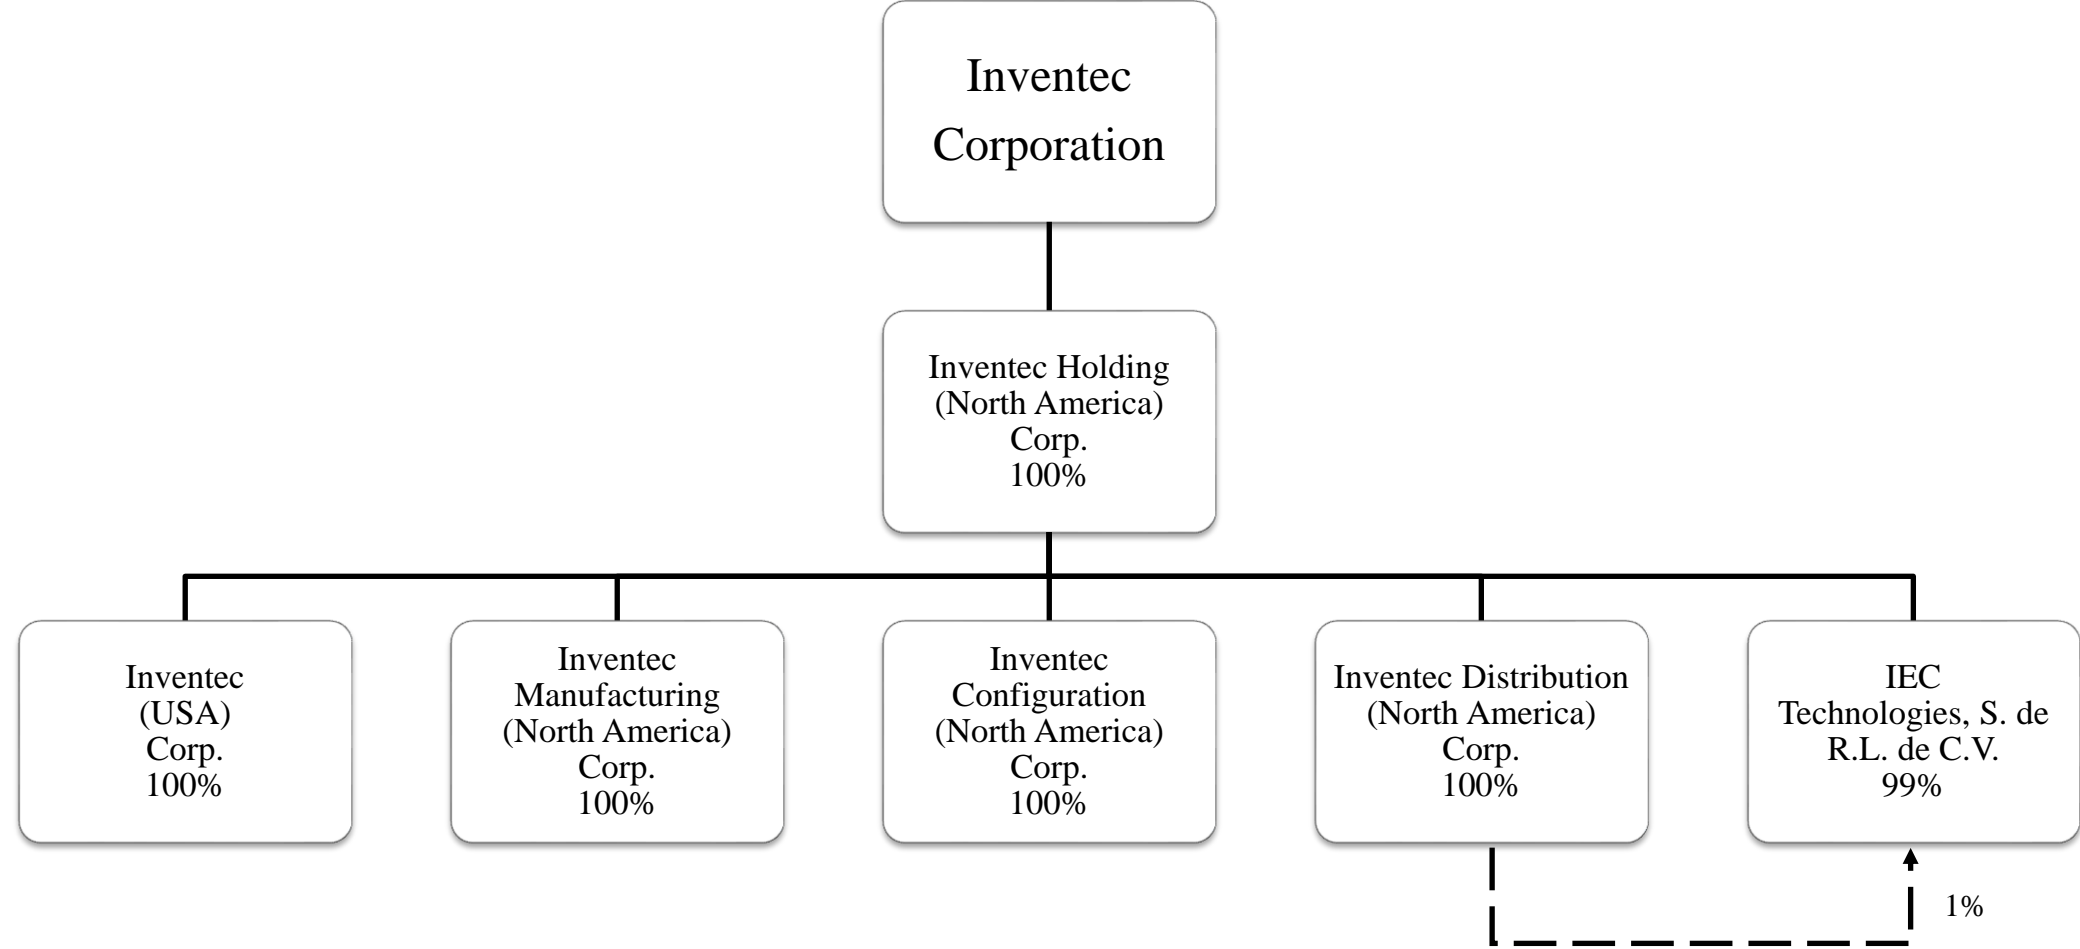 Inventec
Corporation
Inventec Holding
(North America)
Corp.
100%
Inventec
(USA)
Corp.
100%
Inventec
Manufacturing
(North America)
Corp.
100%
Inventec
Configuration
(North America)
Corp.
100%
Inventec Distribution
(North America)
Corp.
100%
IEC
Technologies, S. de
R.L. de C.V.
99%
1%